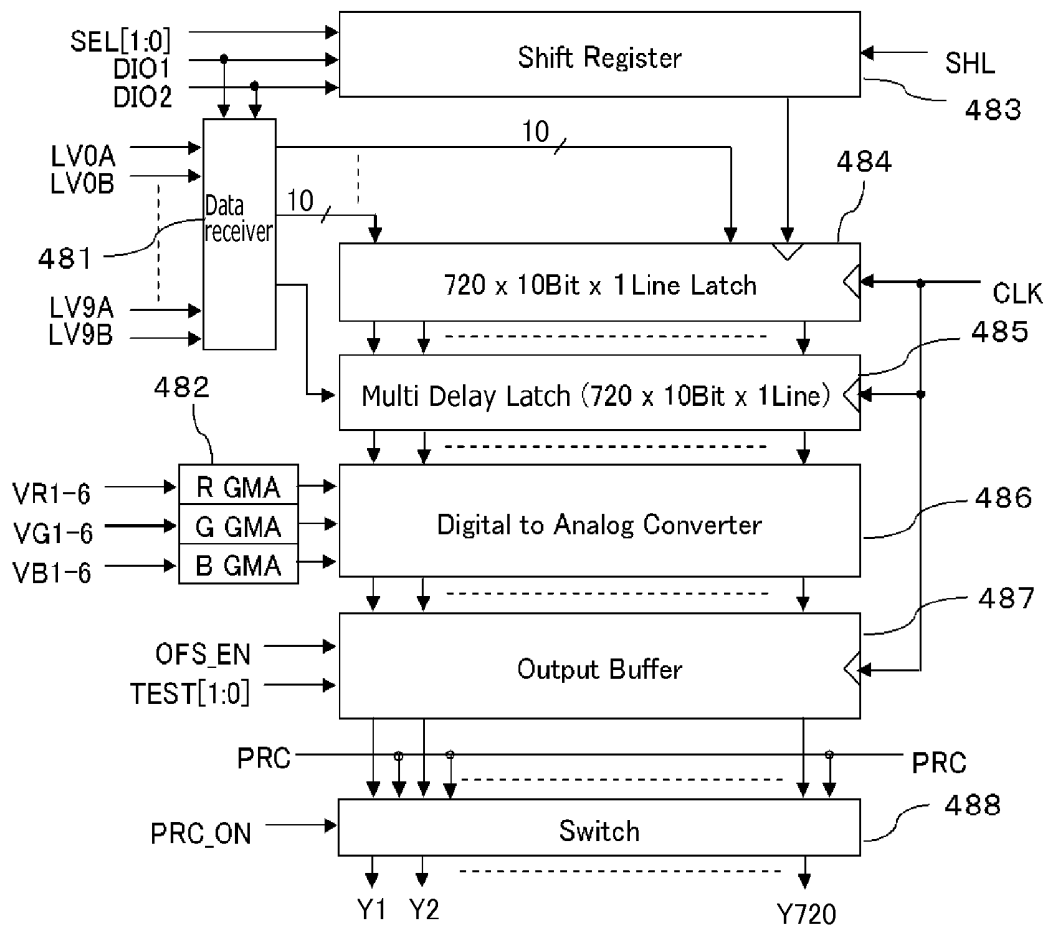 SEL[1:0]
DIO1
DIO2
Shift Register
SHL
483
LV0A
LV0B
LV9A
LV9B
Data
receiver
481
10
10
484
720 x 10Bit x 1Line Latch
CLK
485
Multi Delay Latch (720 x 10Bit x 1Line)
482
VR1-6
VG1-6
VB1-6
R GMA
G GMA
B GMA
Digital to Analog Converter
486
487
OFS_EN
TEST[1:0]
Output Buffer
PRC
PRC
488
PRC_ON
Switch
Y1
Y2
Y720